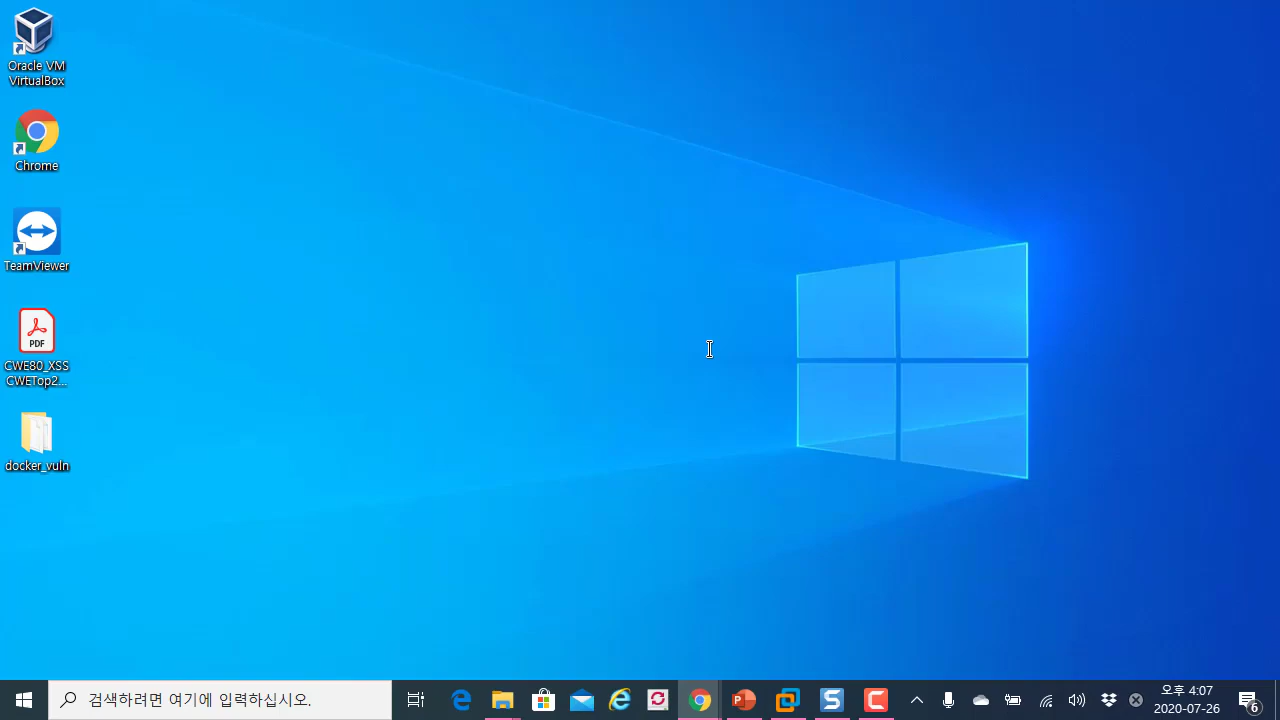 Oracle VM
VirtualBox
Chrome
TeamViewer
PDF
CWE80_XSS
CWETop2...
docker_vuln
검색하려면 여기에 입력하십시오.
오후 4:07
2020-07-26
6